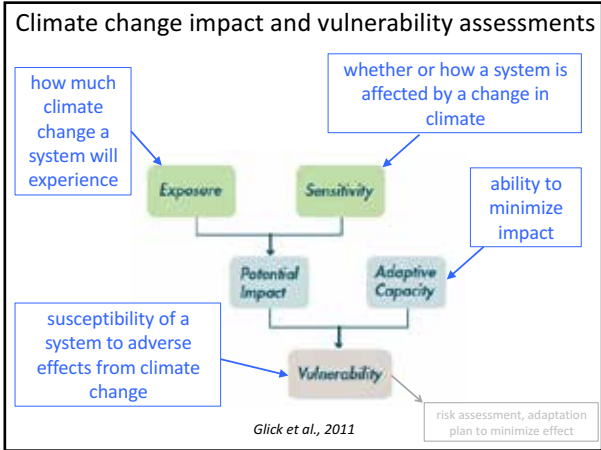 Climate change impact and vulnerability assessments
how much
climate
change a
system will
experience
whether or how a system is
affected by a change in
climate
Exposure
Sensitivity
ability to
minimize
impact
Potential
Impact
Adaptive
Capacity
susceptibility of a
system to adverse
effects from climate
change
Vulnerability
risk assessment, adaptation
plan to minimize effect
Glick et al., 2011